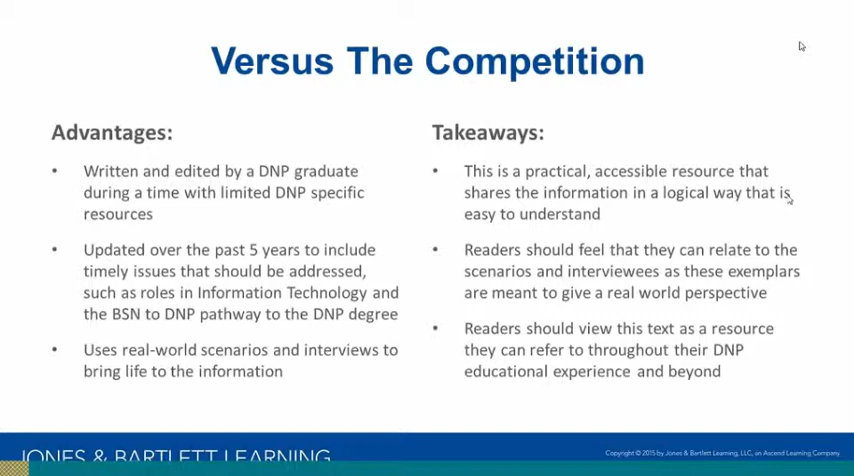 Versus The Competition
Advantages:
• Written and edited by a DNP graduate
during a time with limited DNP specific
resources
• Updated over the past 5 years to include
timely issues that should be addressed,
such as roles in Information Technology and
the BSN to DNP pathway to the DNP degree
• Uses real-world scenarios and interviews to
bring life to the information
Takeaways:
• This is a practical, accessible resource that
shares the information in a logical way that is
easy to understand
• Readers should feel that they can relate to the
scenarios and interviewees as these exemplars
are meant to give a real world perspective
• Readers should view this text as a resource
they can refer to throughout their DNP
educational experience and beyond
JONES & BARTLETT LEARNING
Copyright © 2015 by Jones & Bartlett Learning, LLC, an Ascend Learning Company